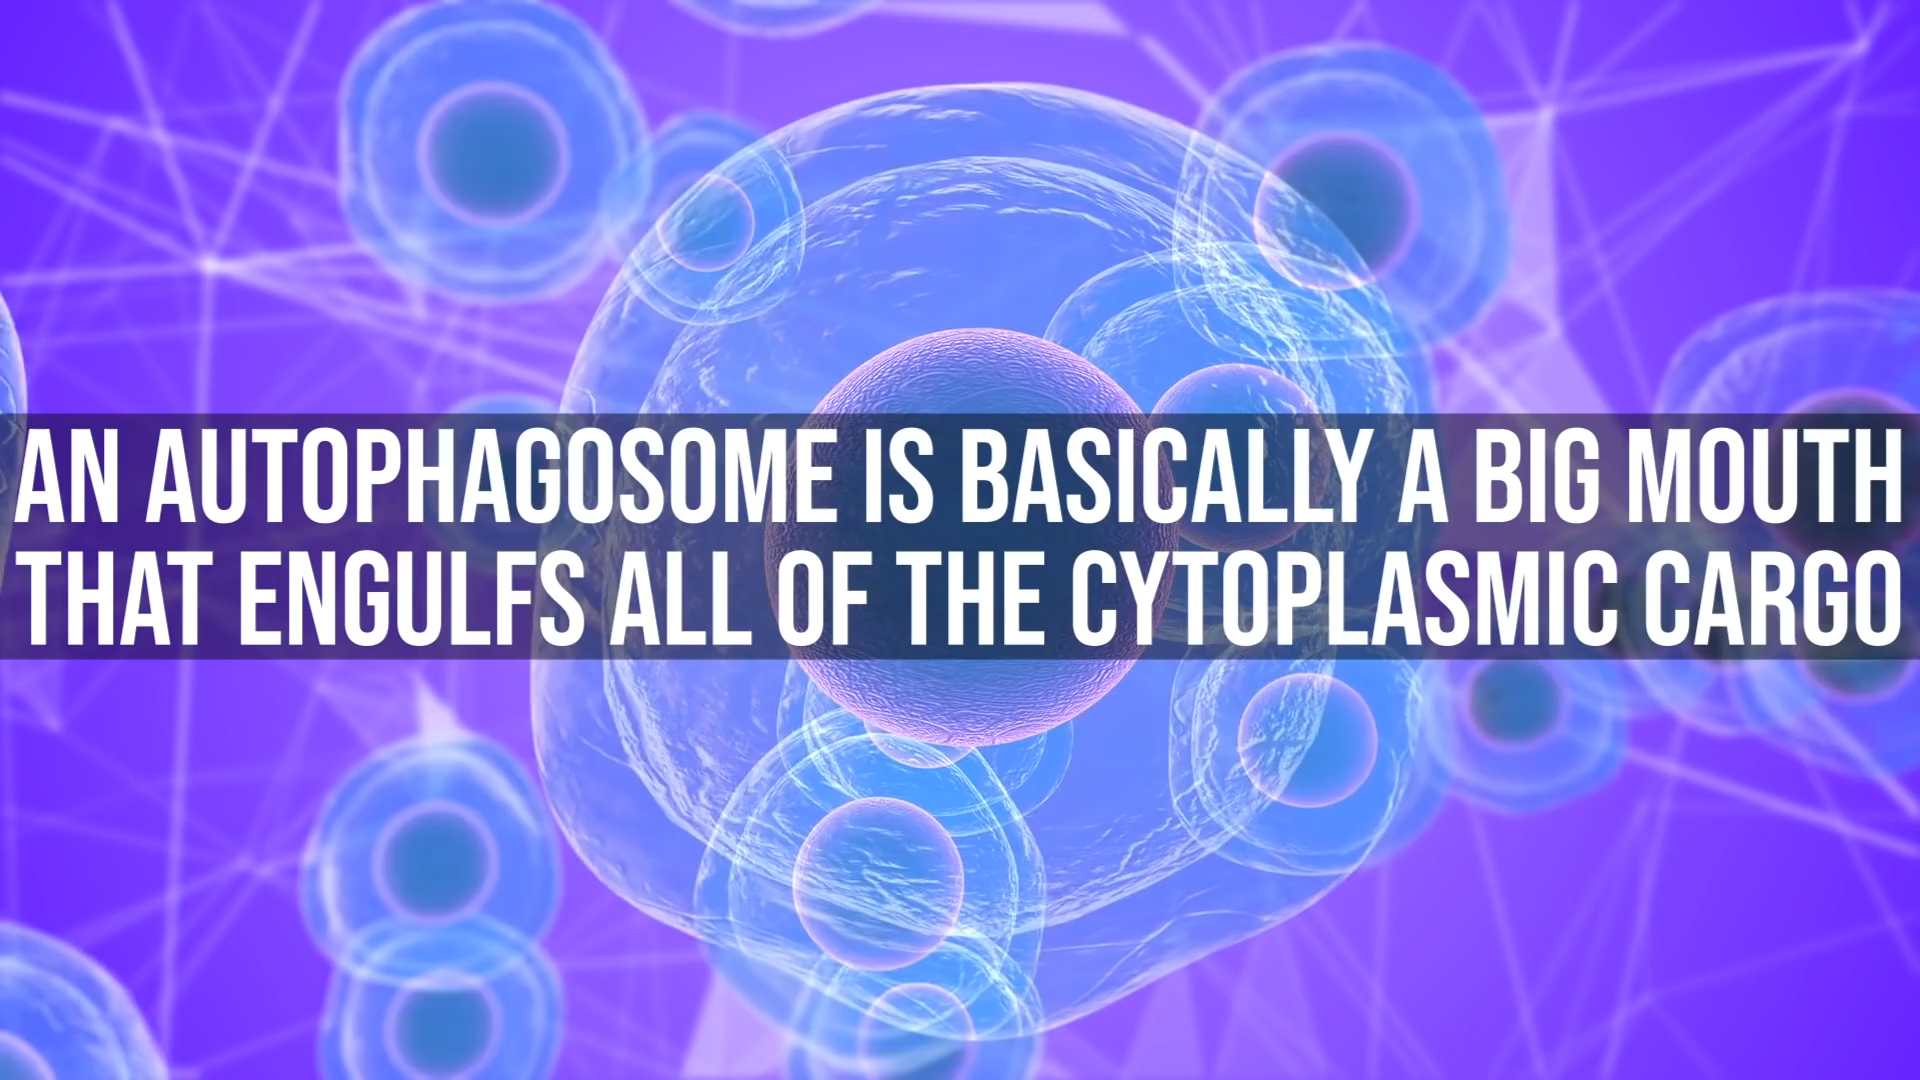 AN AUTOPHAGOSOME IS BASICALLY A BIG MOUTH
THAT ENGULFS ALL OF THE CYTOPLASMIC CARGO